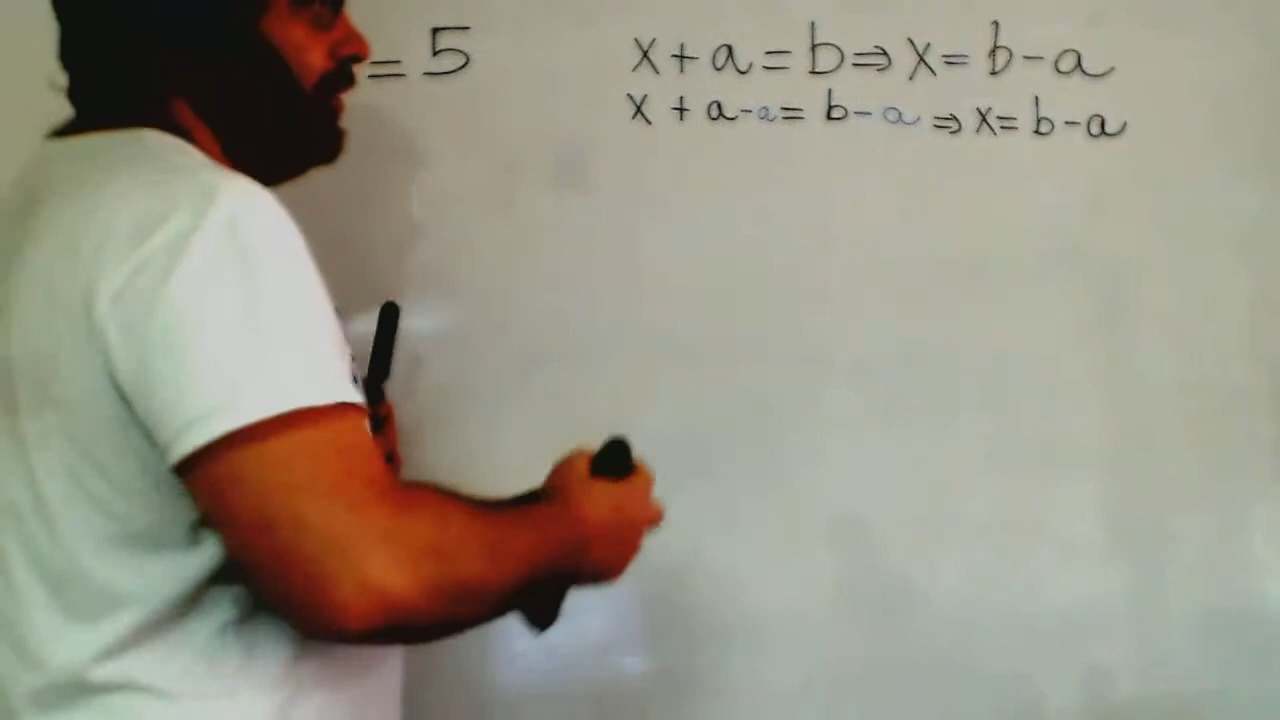 = 5
x + a = b ⇒ x = b - a
x + a - a = b - a ⇒ x = b - a